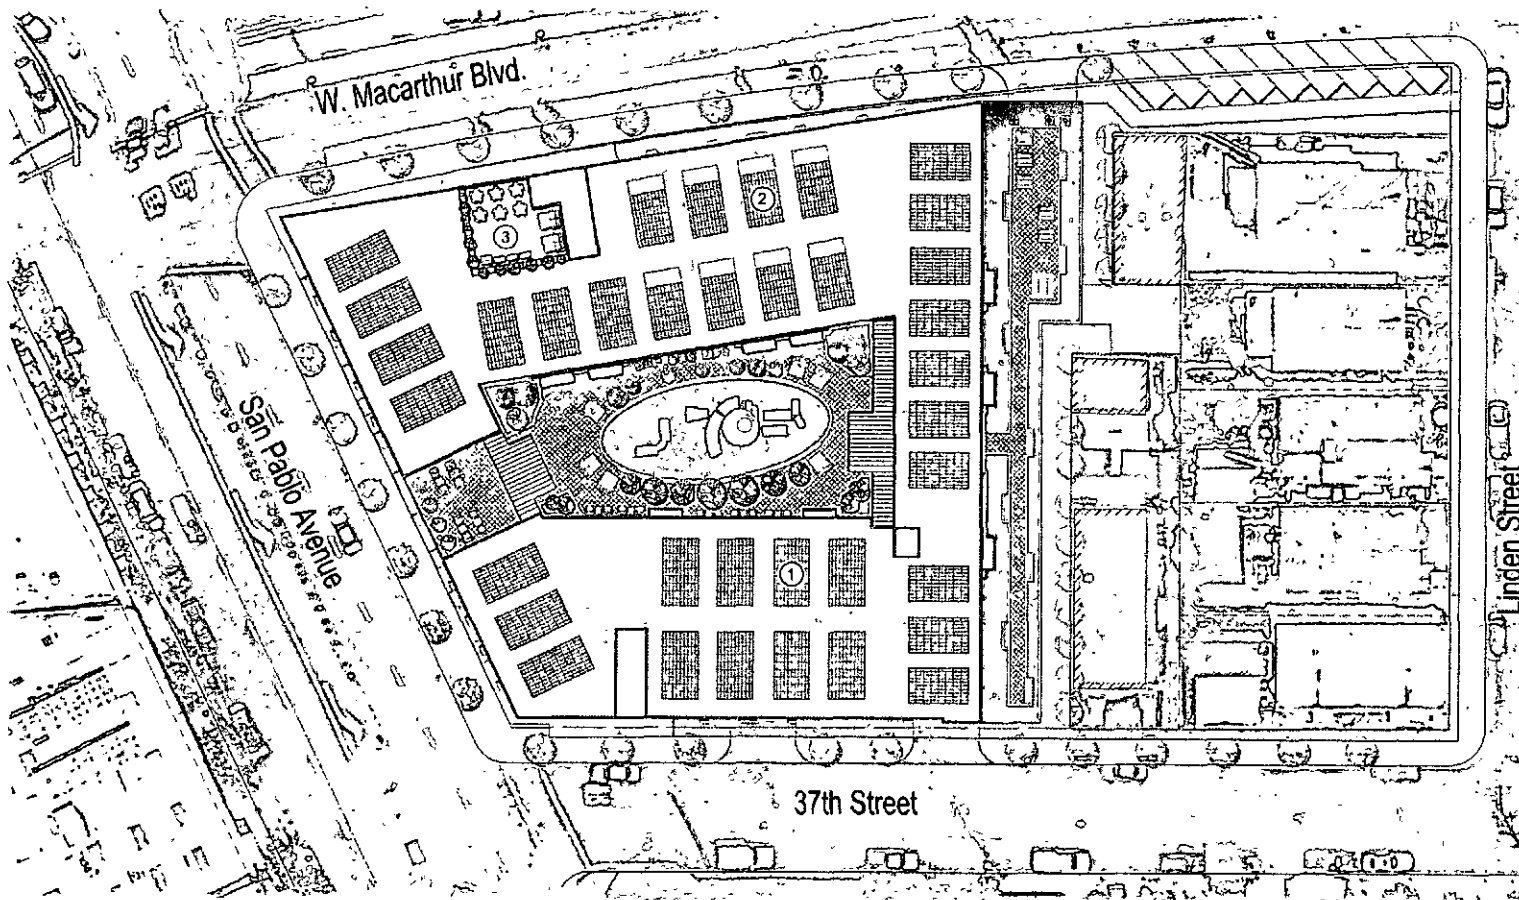 W. Macarthur Blvd.
2
3
San Pablo Avenue
1
Linden Street
37th Street